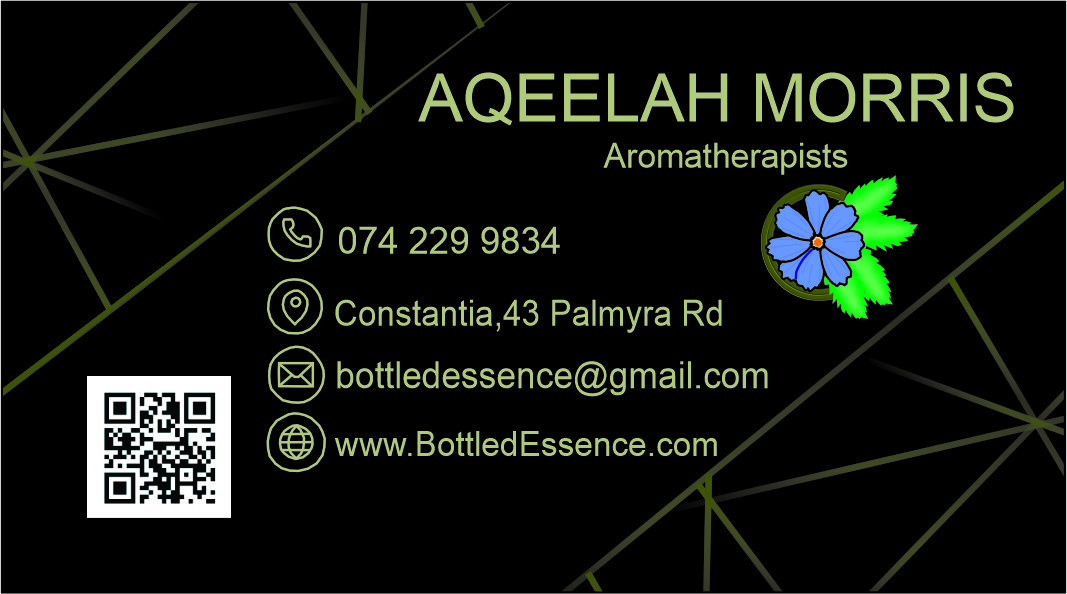 AQEELAH MORRIS
Aromatherapists
074 229 9834
Constantia,43 Palmyra Rd
bottledessence@gmail.com
www.BottledEssence.com